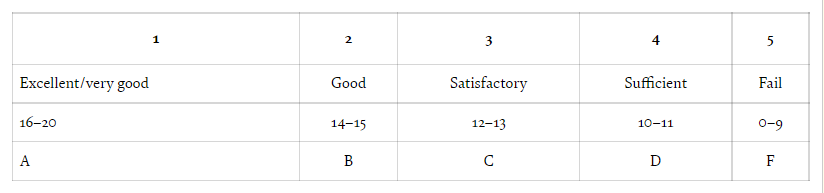 1 2 3 4 5
Excellent/very good Good Satisfactory Sufficient Fail
16–20 14–15 12–13 10–11 0–9
A B C D F